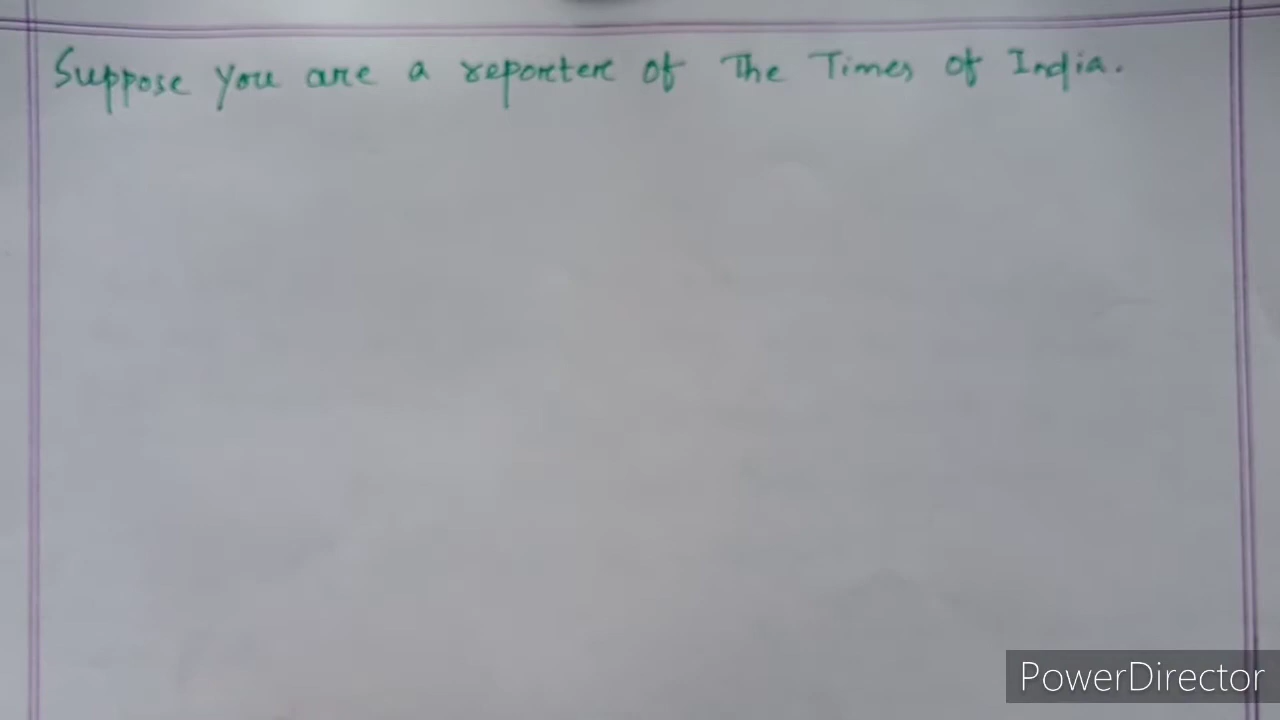 Suppose you are a reporter of The Times of India.
PowerDirector